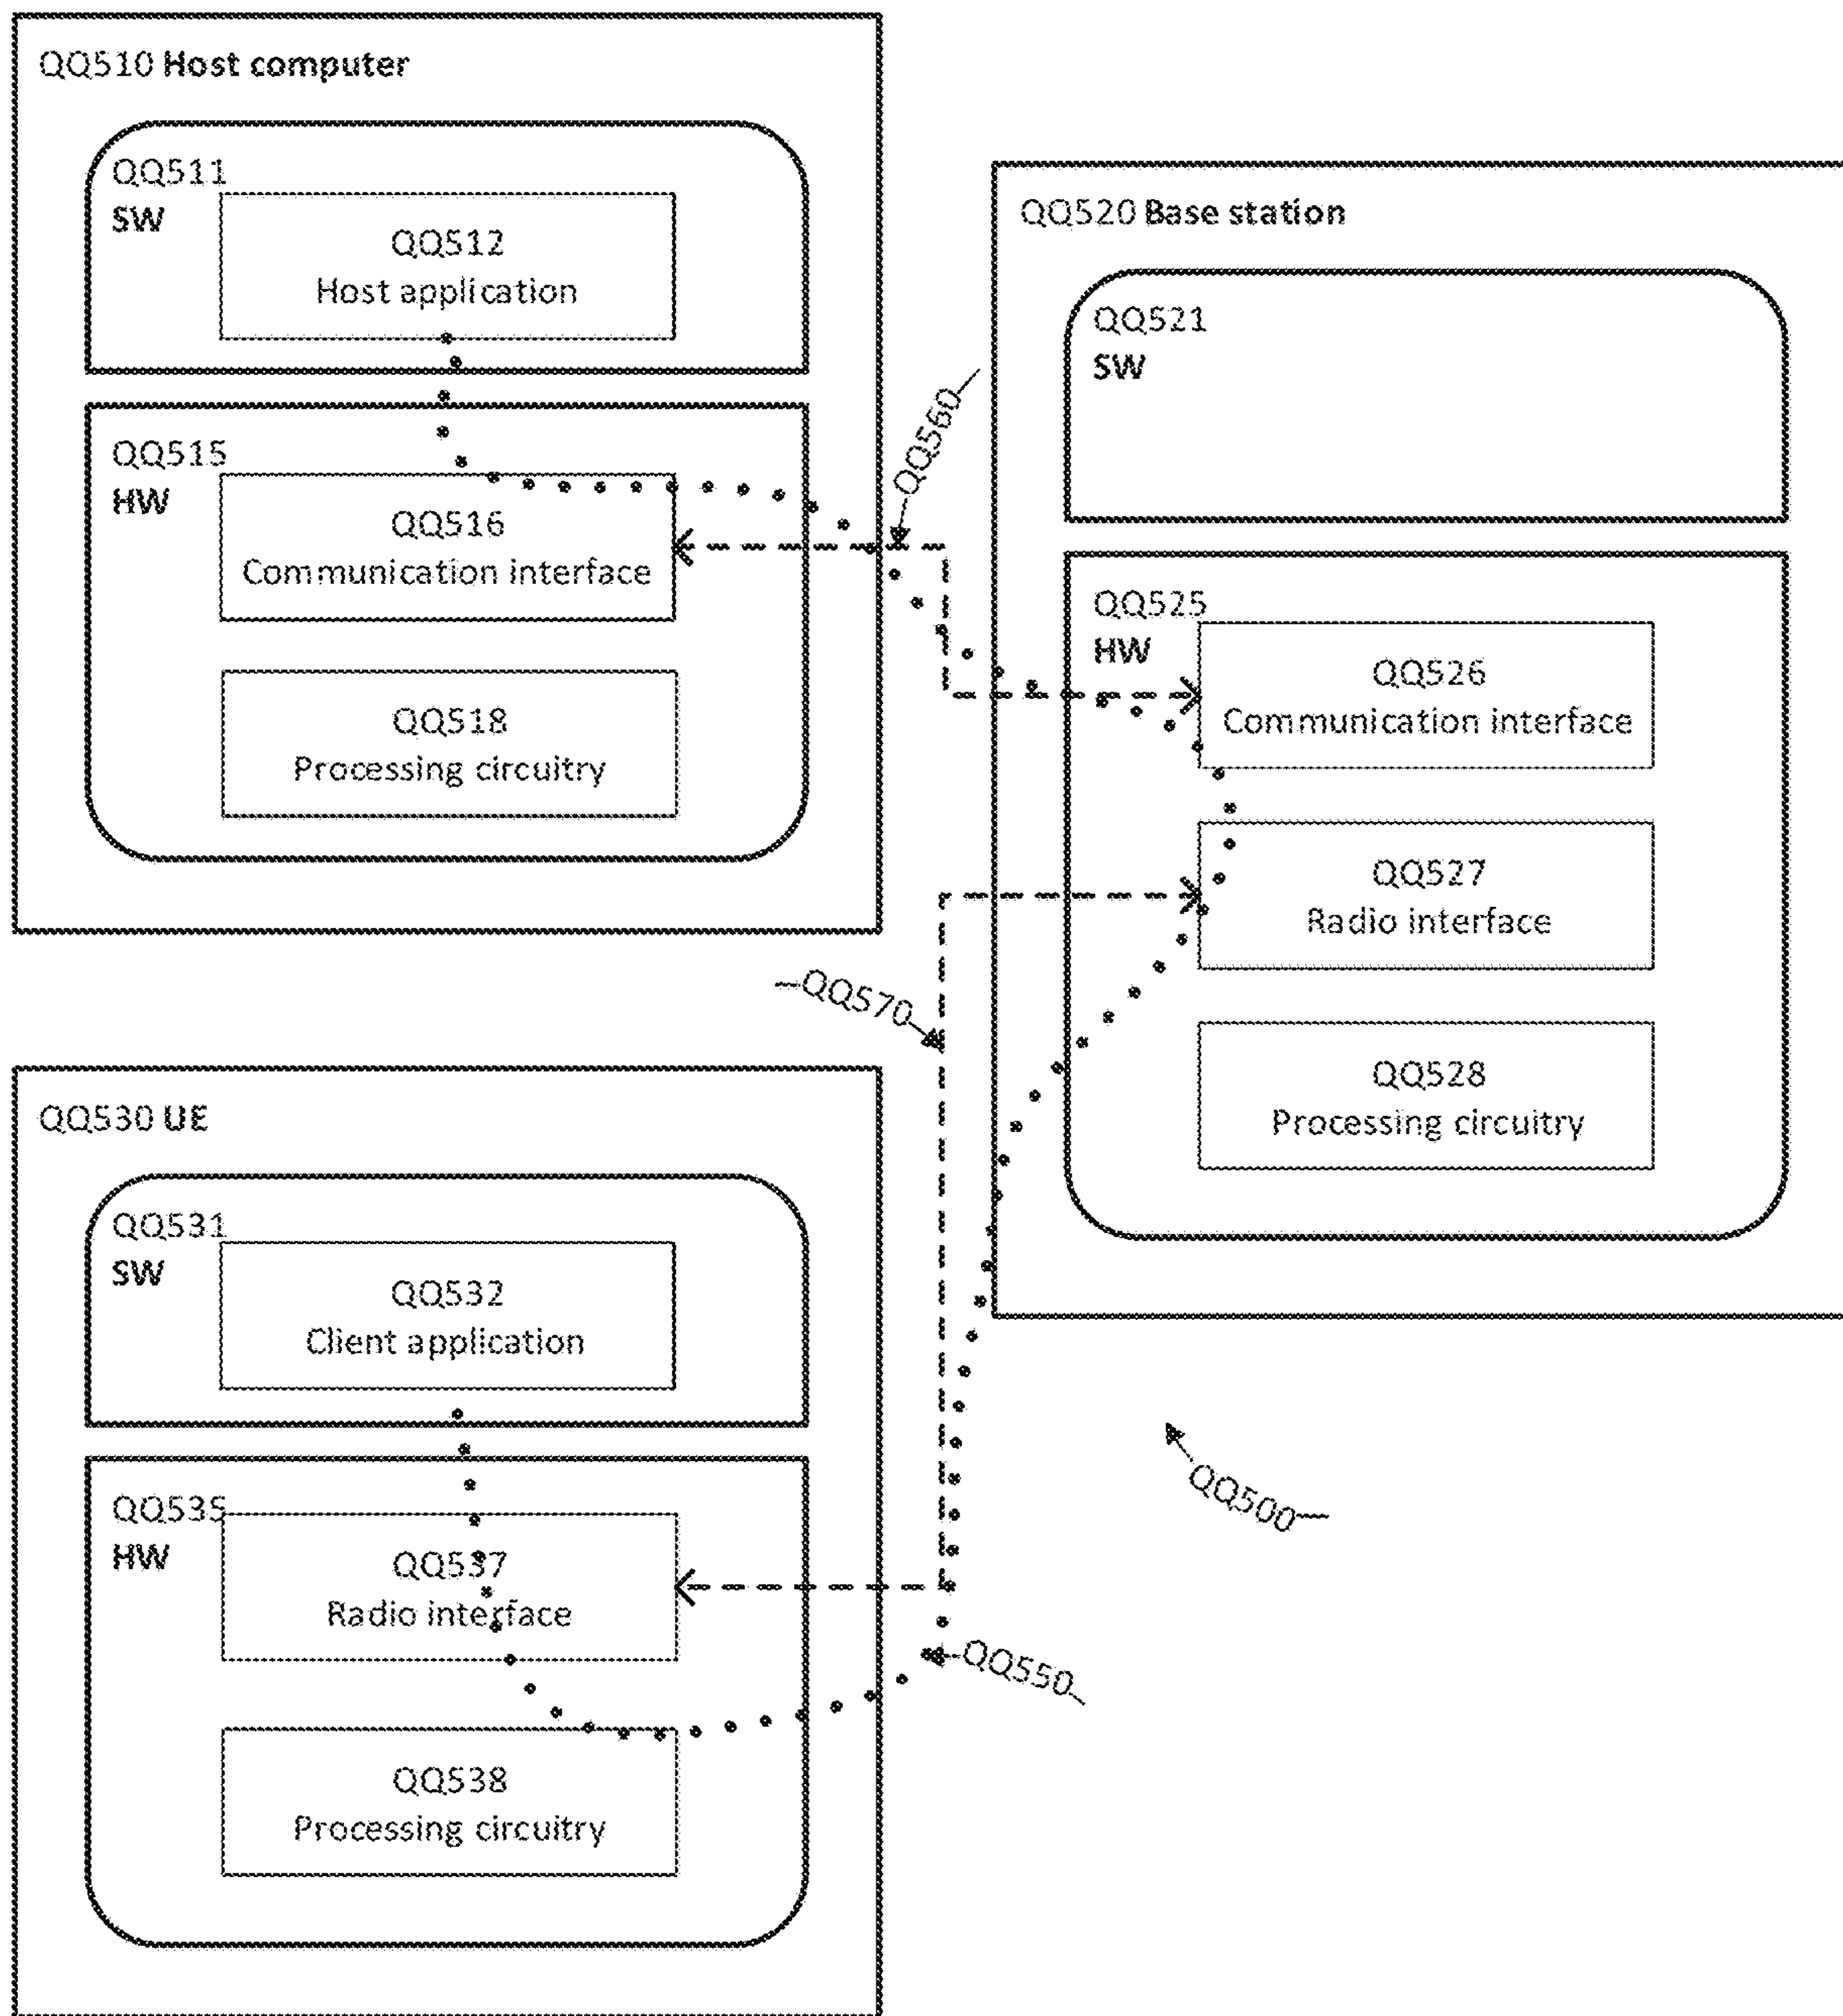 QQ510 Host computer
QQ511
SW
QQ512
Host application
QQ515
HW
QQ516
Communication interface
QQ518
Processing circuitry
QQ560
QQ520 Base station
QQ521
SW
QQ525
HW
QQ526
Communication interface
QQ527
Radio interface
QQ528
Processing circuitry
QQ570
QQ530 UE
QQ531
SW
QQ532
Client application
QQ535
HW
QQ537
Radio interface
QQ538
Processing circuitry
QQ550
QQ500